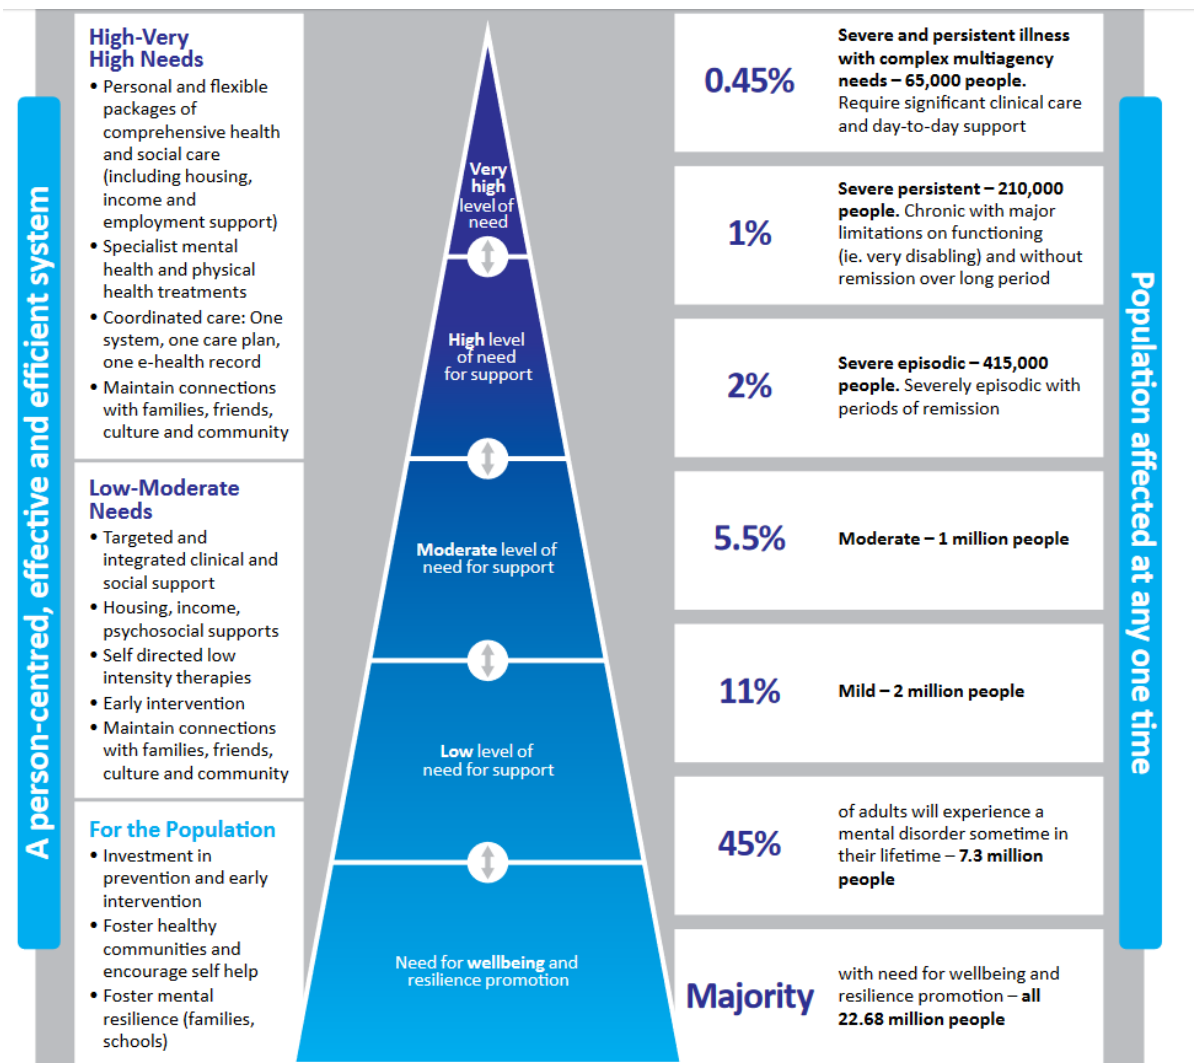 A person-centred, effective and efficient system
High-Very
High Needs
• Personal and flexible
packages of
comprehensive health
and social care
(including housing,
income and
employment support)
• Specialist mental
health and physical
health treatments
• Coordinated care: One
system, one care plan,
one e-health record
• Maintain connections
with families, friends,
culture and community
Low-Moderate
Needs
• Targeted and
integrated clinical and
social support
• Housing, income,
psychosocial supports
• Self directed low
intensity therapies
• Early intervention
• Maintain connections
with families, friends,
culture and community
For the Population
• Investment in
prevention and early
intervention
• Foster healthy
communities and
encourage self help
• Foster mental
resilience (families,
schools)
Very
high
level of
need
High level
of need
for support
Moderate level of
need for support
Low level of
need for support
Need for wellbeing and
resilience promotion
0.45%
Severe and persistent illness
with complex multiagency
needs – 65,000 people.
Require significant clinical care
and day-to-day support
1%
Severe persistent – 210,000
people. Chronic with major
limitations on functioning
(ie. very disabling) and without
remission over long period
2%
Severe episodic – 415,000
people. Severely episodic with
periods of remission
5.5%
Moderate – 1 million people
11%
Mild – 2 million people
45%
of adults will experience a
mental disorder sometime in
their lifetime – 7.3 million
people
Majority
with need for wellbeing and
resilience promotion – all
22.68 million people
Population affected at any one time